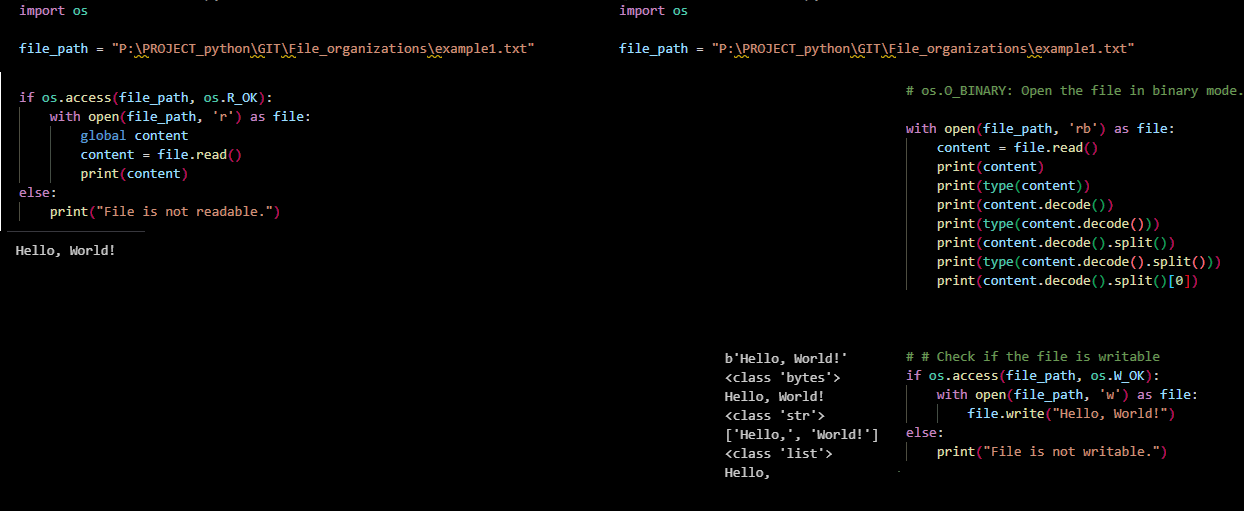 import os
file_path = "P:\PROJECT_python\GIT\File_organizations\example1.txt"
if os.access(file_path, os.R_OK):
    with open(file_path, 'r') as file:
        global content
        content = file.read()
        print(content)
else:
    print("File is not readable.")
Hello, World!
import os
file_path = "P:\PROJECT_python\GIT\File_organizations\example1.txt"
# os.O_BINARY: Open the file in binary mode.
with open(file_path, 'rb') as file:
    content = file.read()
    print(content)
    print(type(content))
    print(content.decode())
    print(type(content.decode()))
    print(content.decode().split())
    print(type(content.decode().split()))
    print(content.decode().split()[0])
b'Hello, World!'
<class 'bytes'>
Hello, World!
<class 'str'>
['Hello,', 'World!']
<class 'list'>
Hello,
# # Check if the file is writable
if os.access(file_path, os.W_OK):
    with open(file_path, 'w') as file:
        file.write("Hello, World!")
else:
    print("File is not writable.")